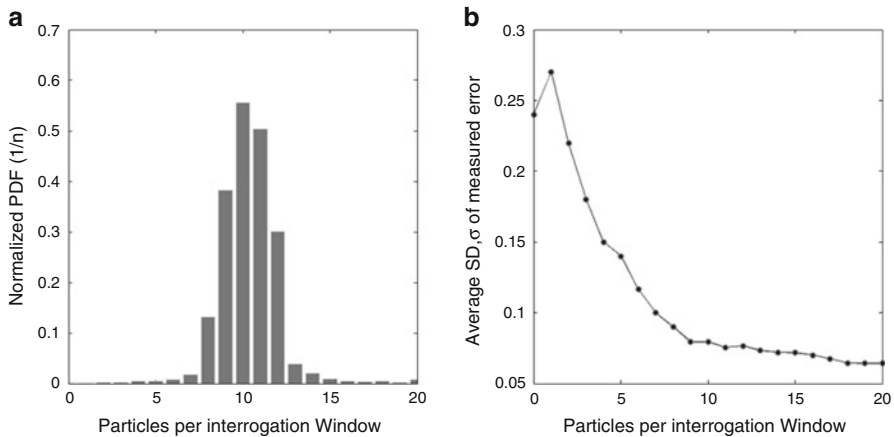 a
0.7
0.6
0.5
0.4
0.3
0.2
0.1
0
Normalized PDF (1/n)
0 5 10 15 20
Particles per interrogation Window
b
0.3
0.25
0.2
0.15
0.1
0.05
Average SD,σ of measured error
0 5 10 15 20
Particles per interrogation Window